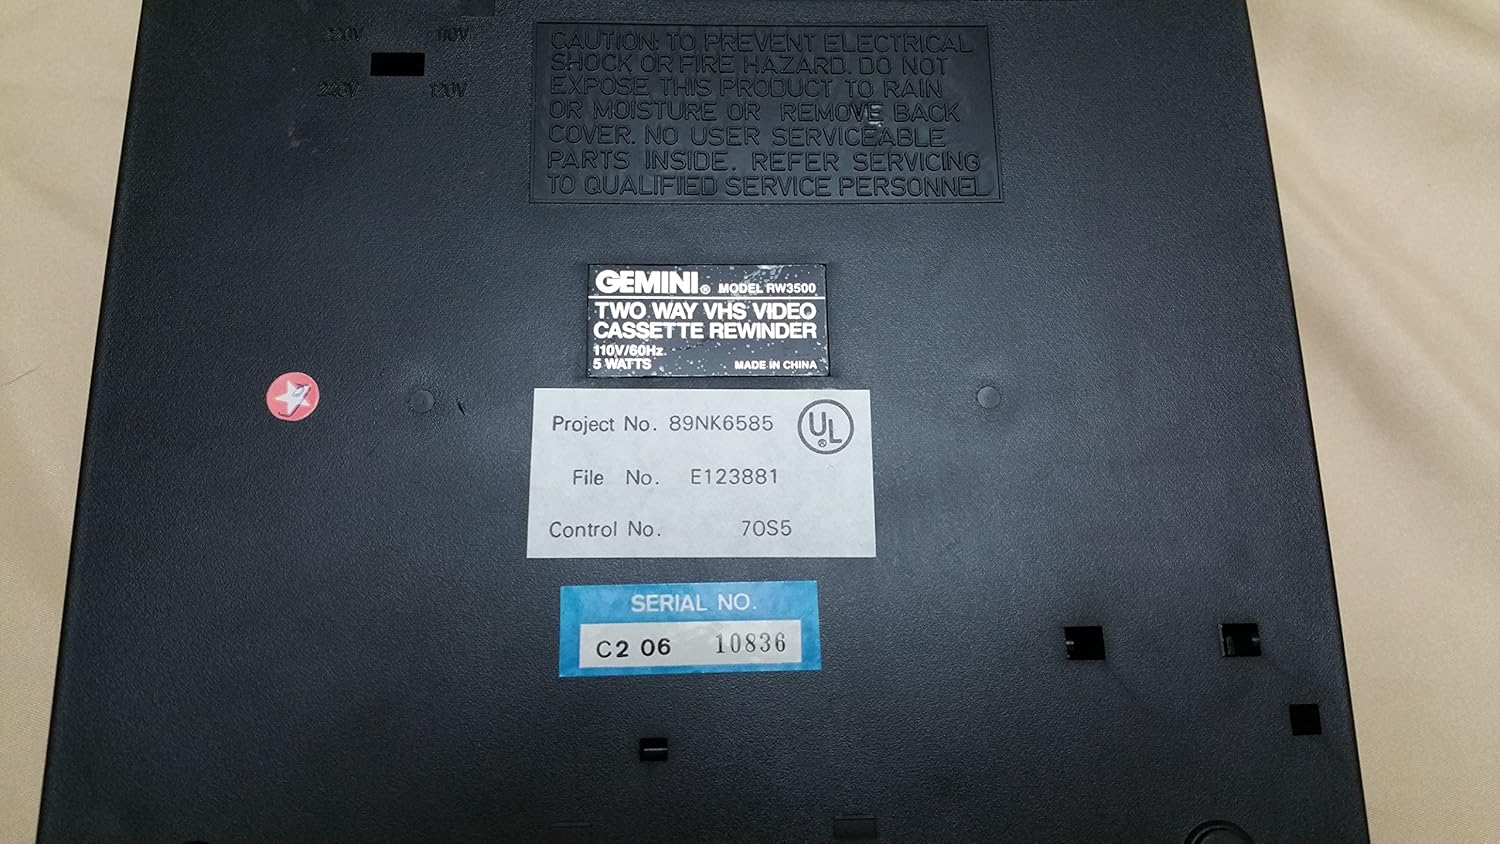 220V 110V
240V 120V
CAUTION: TO PREVENT ELECTRICAL
SHOCK OR FIRE HAZARD. DO NOT
EXPOSE THIS PRODUCT TO RAIN
OR MOISTURE OR REMOVE BACK
COVER. NO USER SERVICEABLE
PARTS INSIDE. REFER SERVICING
TO QUALIFIED SERVICE PERSONNEL
GEMINI® MODEL RW3500
TWO WAY VHS VIDEO
CASSETTE REWINDER
110V/60Hz
5 WATTS MADE IN CHINA
Project No. 89NK6585 UL®
File No. E123881
Control No. 70S5
SERIAL NO.
C2 06 10836